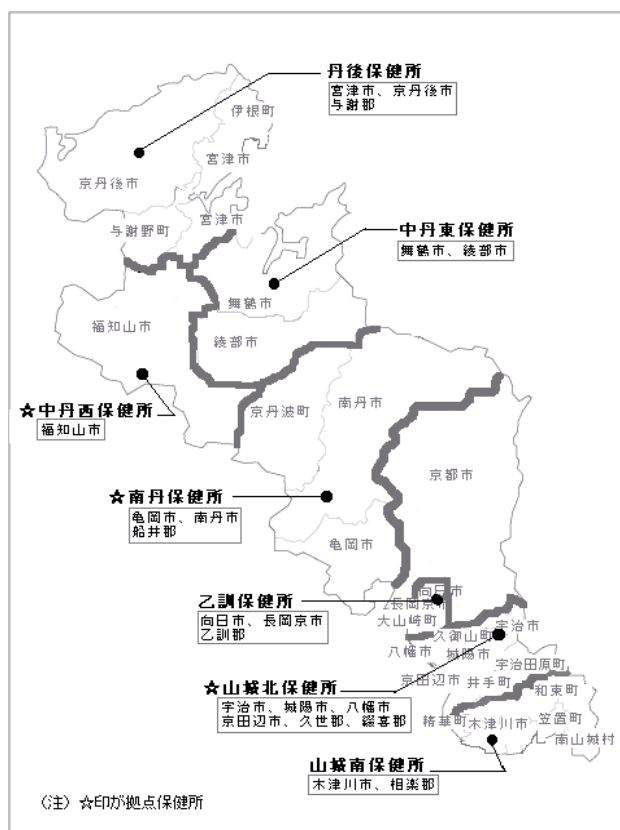 丹後保健所
宮津市、京丹後市
与謝郡
伊根町
宮津市
京丹後市
宮津市
与謝野町
中丹東保健所
舞鶴市、綾部市
舞鶴市
福知山市
綾部市
☆中丹西保健所
福知山市
京丹波町
南丹市
京都市
☆南丹保健所
亀岡市、南丹市
船井郡
亀岡市
乙訓保健所
向日市、長岡京市
乙訓郡
向日市
長岡京市
大山崎町
久御山町
宇治市
八幡市
城陽市
宇治田原町
京田辺市
井手町
☆山城北保健所
宇治市、城陽市、八幡市
京田辺市、久世郡、綴喜郡
和束町
木津川市
笠置町
南山城村
山城南保健所
木津川市、相楽郡
(注) ☆印が拠点保健所